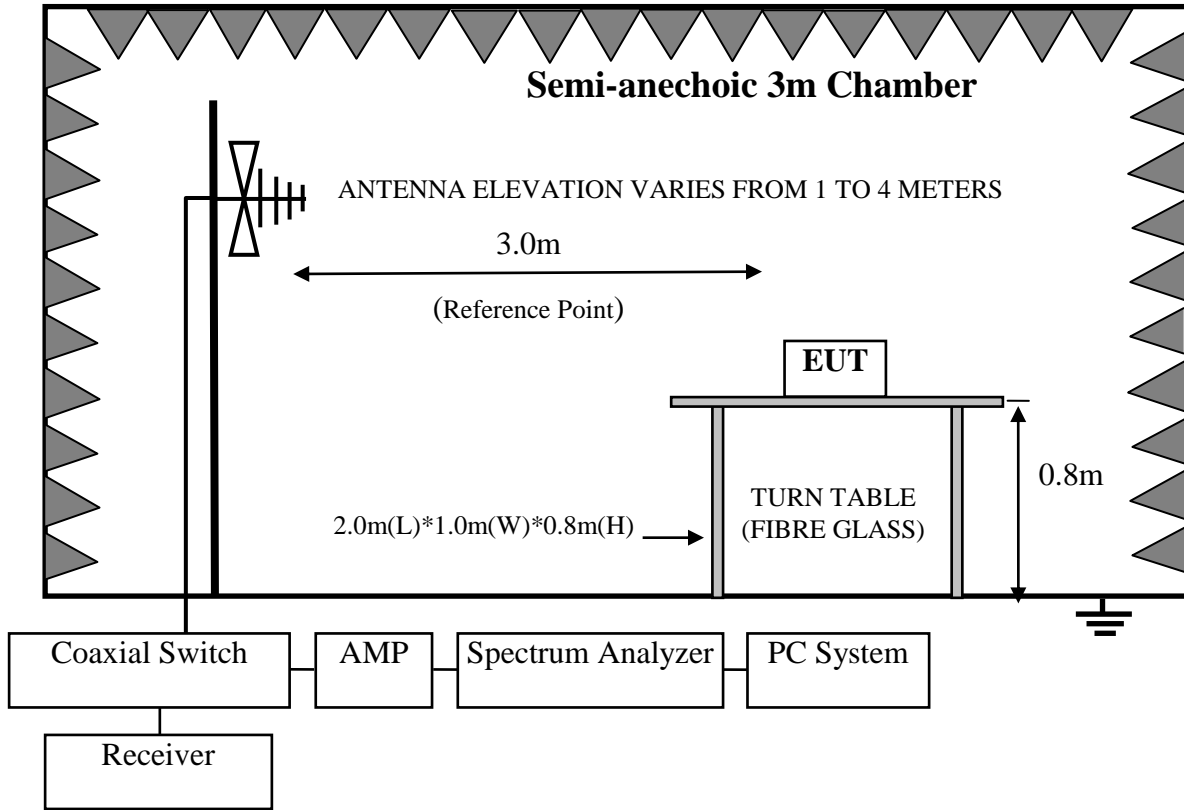 Semi-anechoic 3m Chamber
ANTENNA ELEVATION VARIES FROM 1 TO 4 METERS
3.0m
(Reference Point)
EUT
0.8m
TURN TABLE
(FIBRE GLASS)
2.0m(L)*1.0m(W)*0.8m(H)
Coaxial Switch
AMP
Spectrum Analyzer
PC System
Receiver